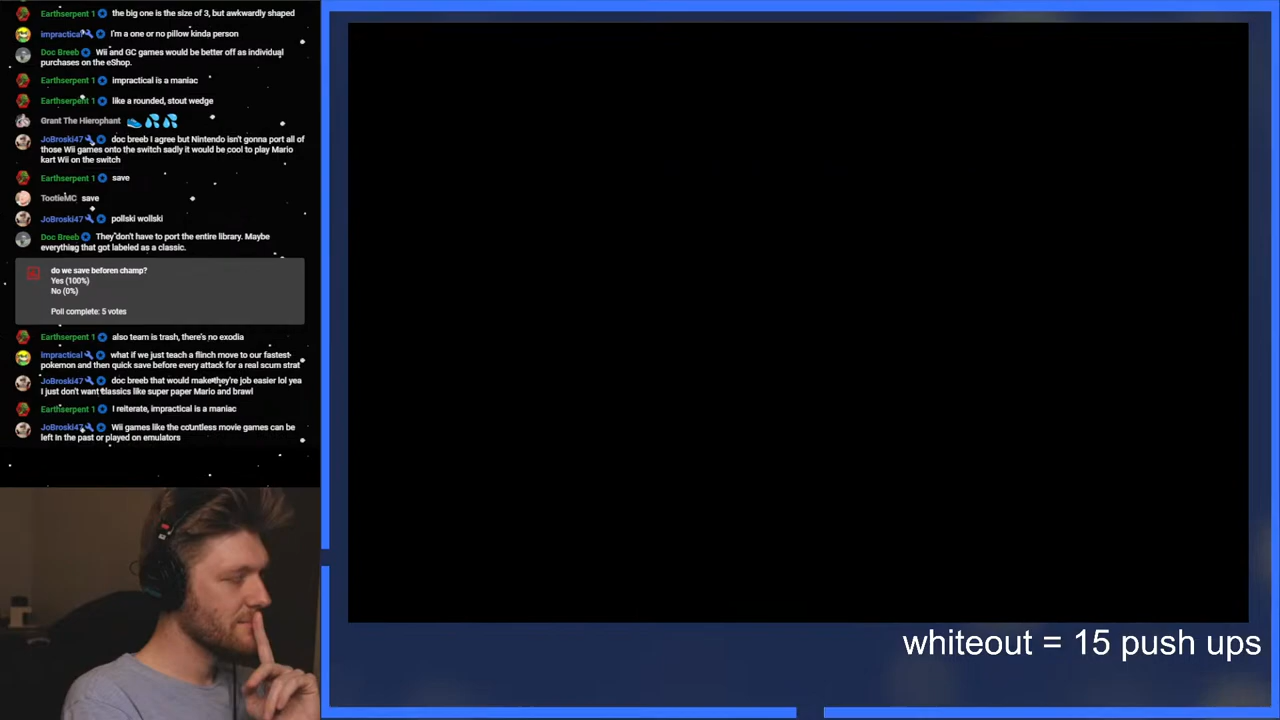 Earthserpent 1 the big one is the size of 3, but awkwardly shaped
impractical I'm a one or no pillow kinda person
Doc Breeb Wii and GC games would be better off as individual
purchases on the eShop.
Earthserpent 1 impractical is a maniac
Earthserpent 1 like a rounded, stout wedge
Grant The Hierophant
JoBroski47 doc breeb I agree but Nintendo isn't gonna port all of
those Wii games onto the switch sadly it would be cool to play Mario
kart Wii on the switch
Earthserpent 1 save
TootieMC save
JoBroski47 pollski wollski
Doc Breeb They don't have to port the entire library. Maybe
everything that got labeled as a classic.
do we save beforen champ?
Yes (100%)
No (0%)
Poll complete: 5 votes
Earthserpent 1 also team is trash, there's no exodia
impractical what if we just teach a flinch move to our fastest
pokemon and then quick save before every attack for a real scum strat
JoBroski47 doc breeb that would make they're job easier lol yea
I just don't want classics like super paper Mario and brawl
Earthserpent 1 I reiterate, impractical is a maniac
JoBroski47 Wii games like the countless movie games can be
left In the past or played on emulators
whiteout = 15 push ups